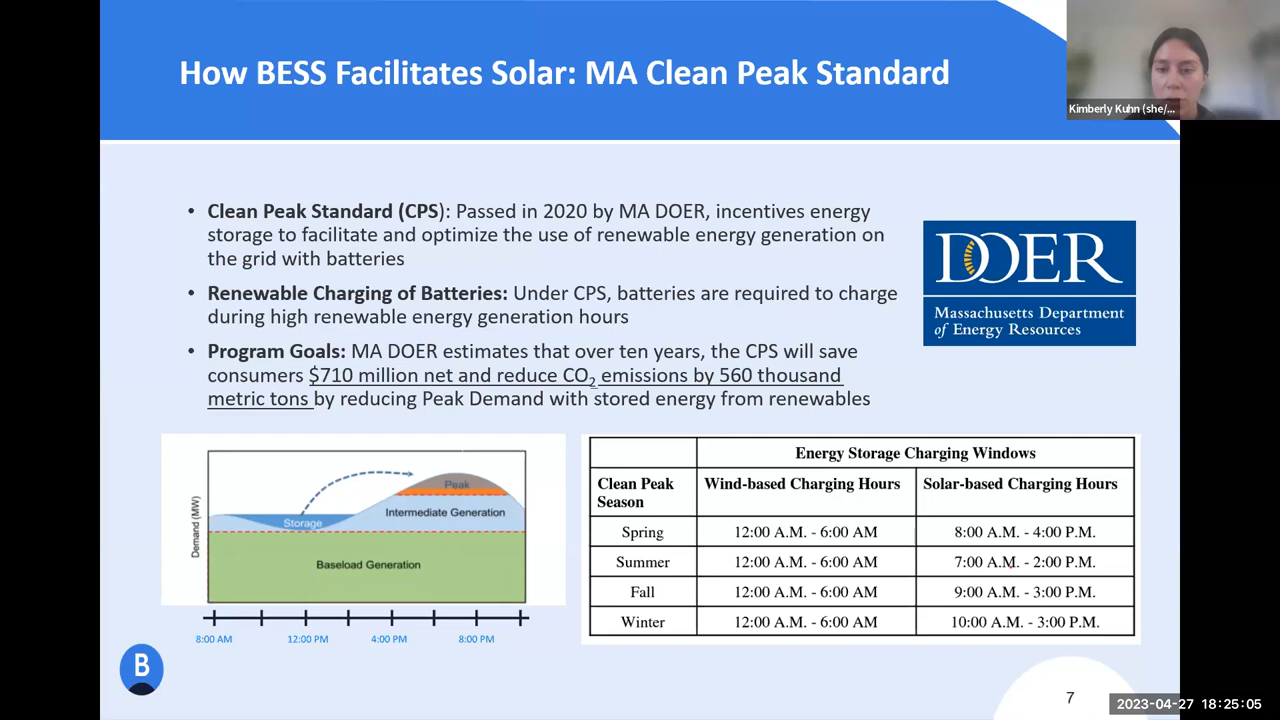 How BESS Facilitates Solar: MA Clean Peak Standard
Kimberly Kuhn (she/...
• Clean Peak Standard (CPS): Passed in 2020 by MA DOER, incentives energy
storage to facilitate and optimize the use of renewable energy generation on
the grid with batteries
• Renewable Charging of Batteries: Under CPS, batteries are required to charge
during high renewable energy generation hours
• Program Goals: MA DOER estimates that over ten years, the CPS will save
consumers $710 million net and reduce CO2 emissions by 560 thousand
metric tons by reducing Peak Demand with stored energy from renewables
DOER
Massachusetts Department
of Energy Resources
Demand (MW)
Peak
Storage
Intermediate Generation
Baseload Generation
8:00 AM 12:00 PM 4:00 PM 8:00 PM
Energy Storage Charging Windows
Clean Peak
Season
Wind-based Charging Hours Solar-based Charging Hours
Spring 12:00 A.M. - 6:00 AM 8:00 A.M. - 4:00 P.M.
Summer 12:00 A.M. - 6:00 AM 7:00 A.M. - 2:00 P.M.
Fall 12:00 A.M. - 6:00 AM 9:00 A.M. - 3:00 P.M.
Winter 12:00 A.M. - 6:00 AM 10:00 A.M. - 3:00 P.M.
B
7
2023-04-27 18:25:05